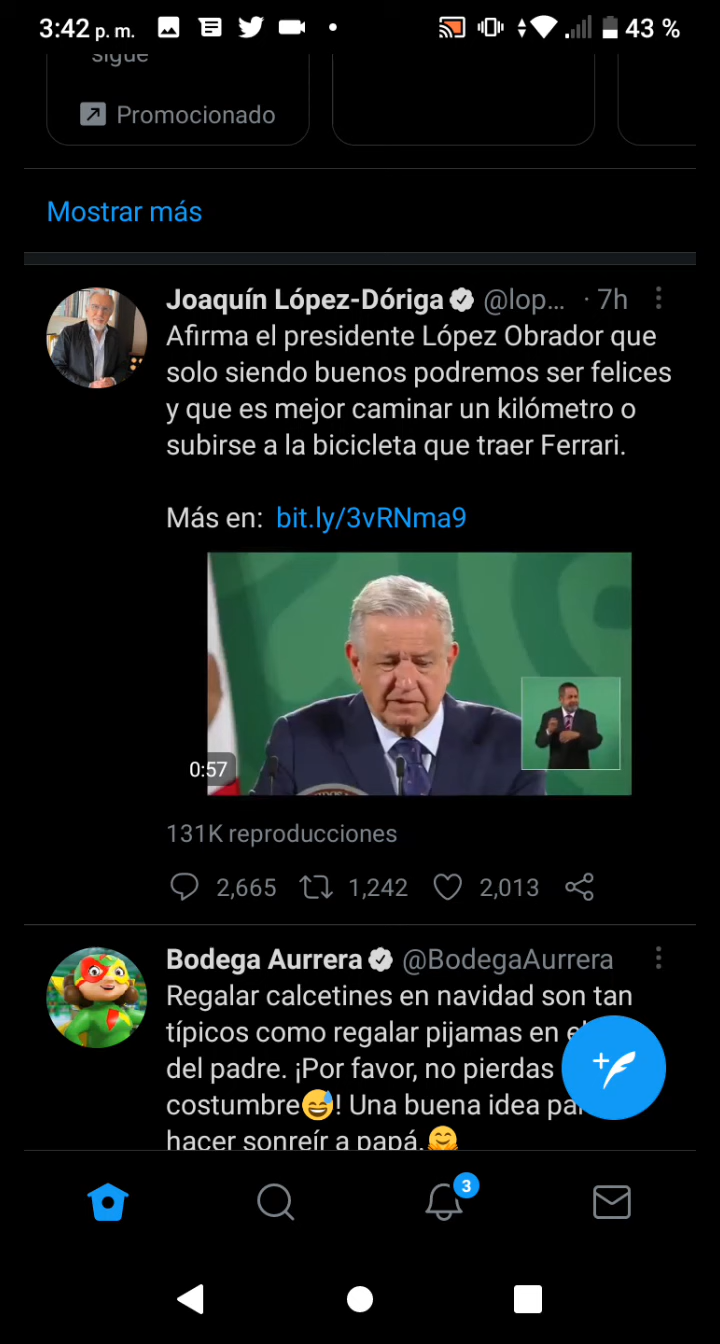 3:42 p. m.
43 %
sigue
Promocionado
Mostrar más
Joaquín López-Dóriga @lop... · 7h
Afirma el presidente López Obrador que
solo siendo buenos podremos ser felices
y que es mejor caminar un kilómetro o
subirse a la bicicleta que traer Ferrari.
Más en: bit.ly/3vRNma9
0:57
131K reproducciones
2,665 1,242 2,013
Bodega Aurrera @BodegaAurrera
Regalar calcetines en navidad son tan
típicos como regalar pijamas en
del padre. ¡Por favor, no pierdas
costumbre😅! Una buena idea
hacer sonreír a papá.🤗
3